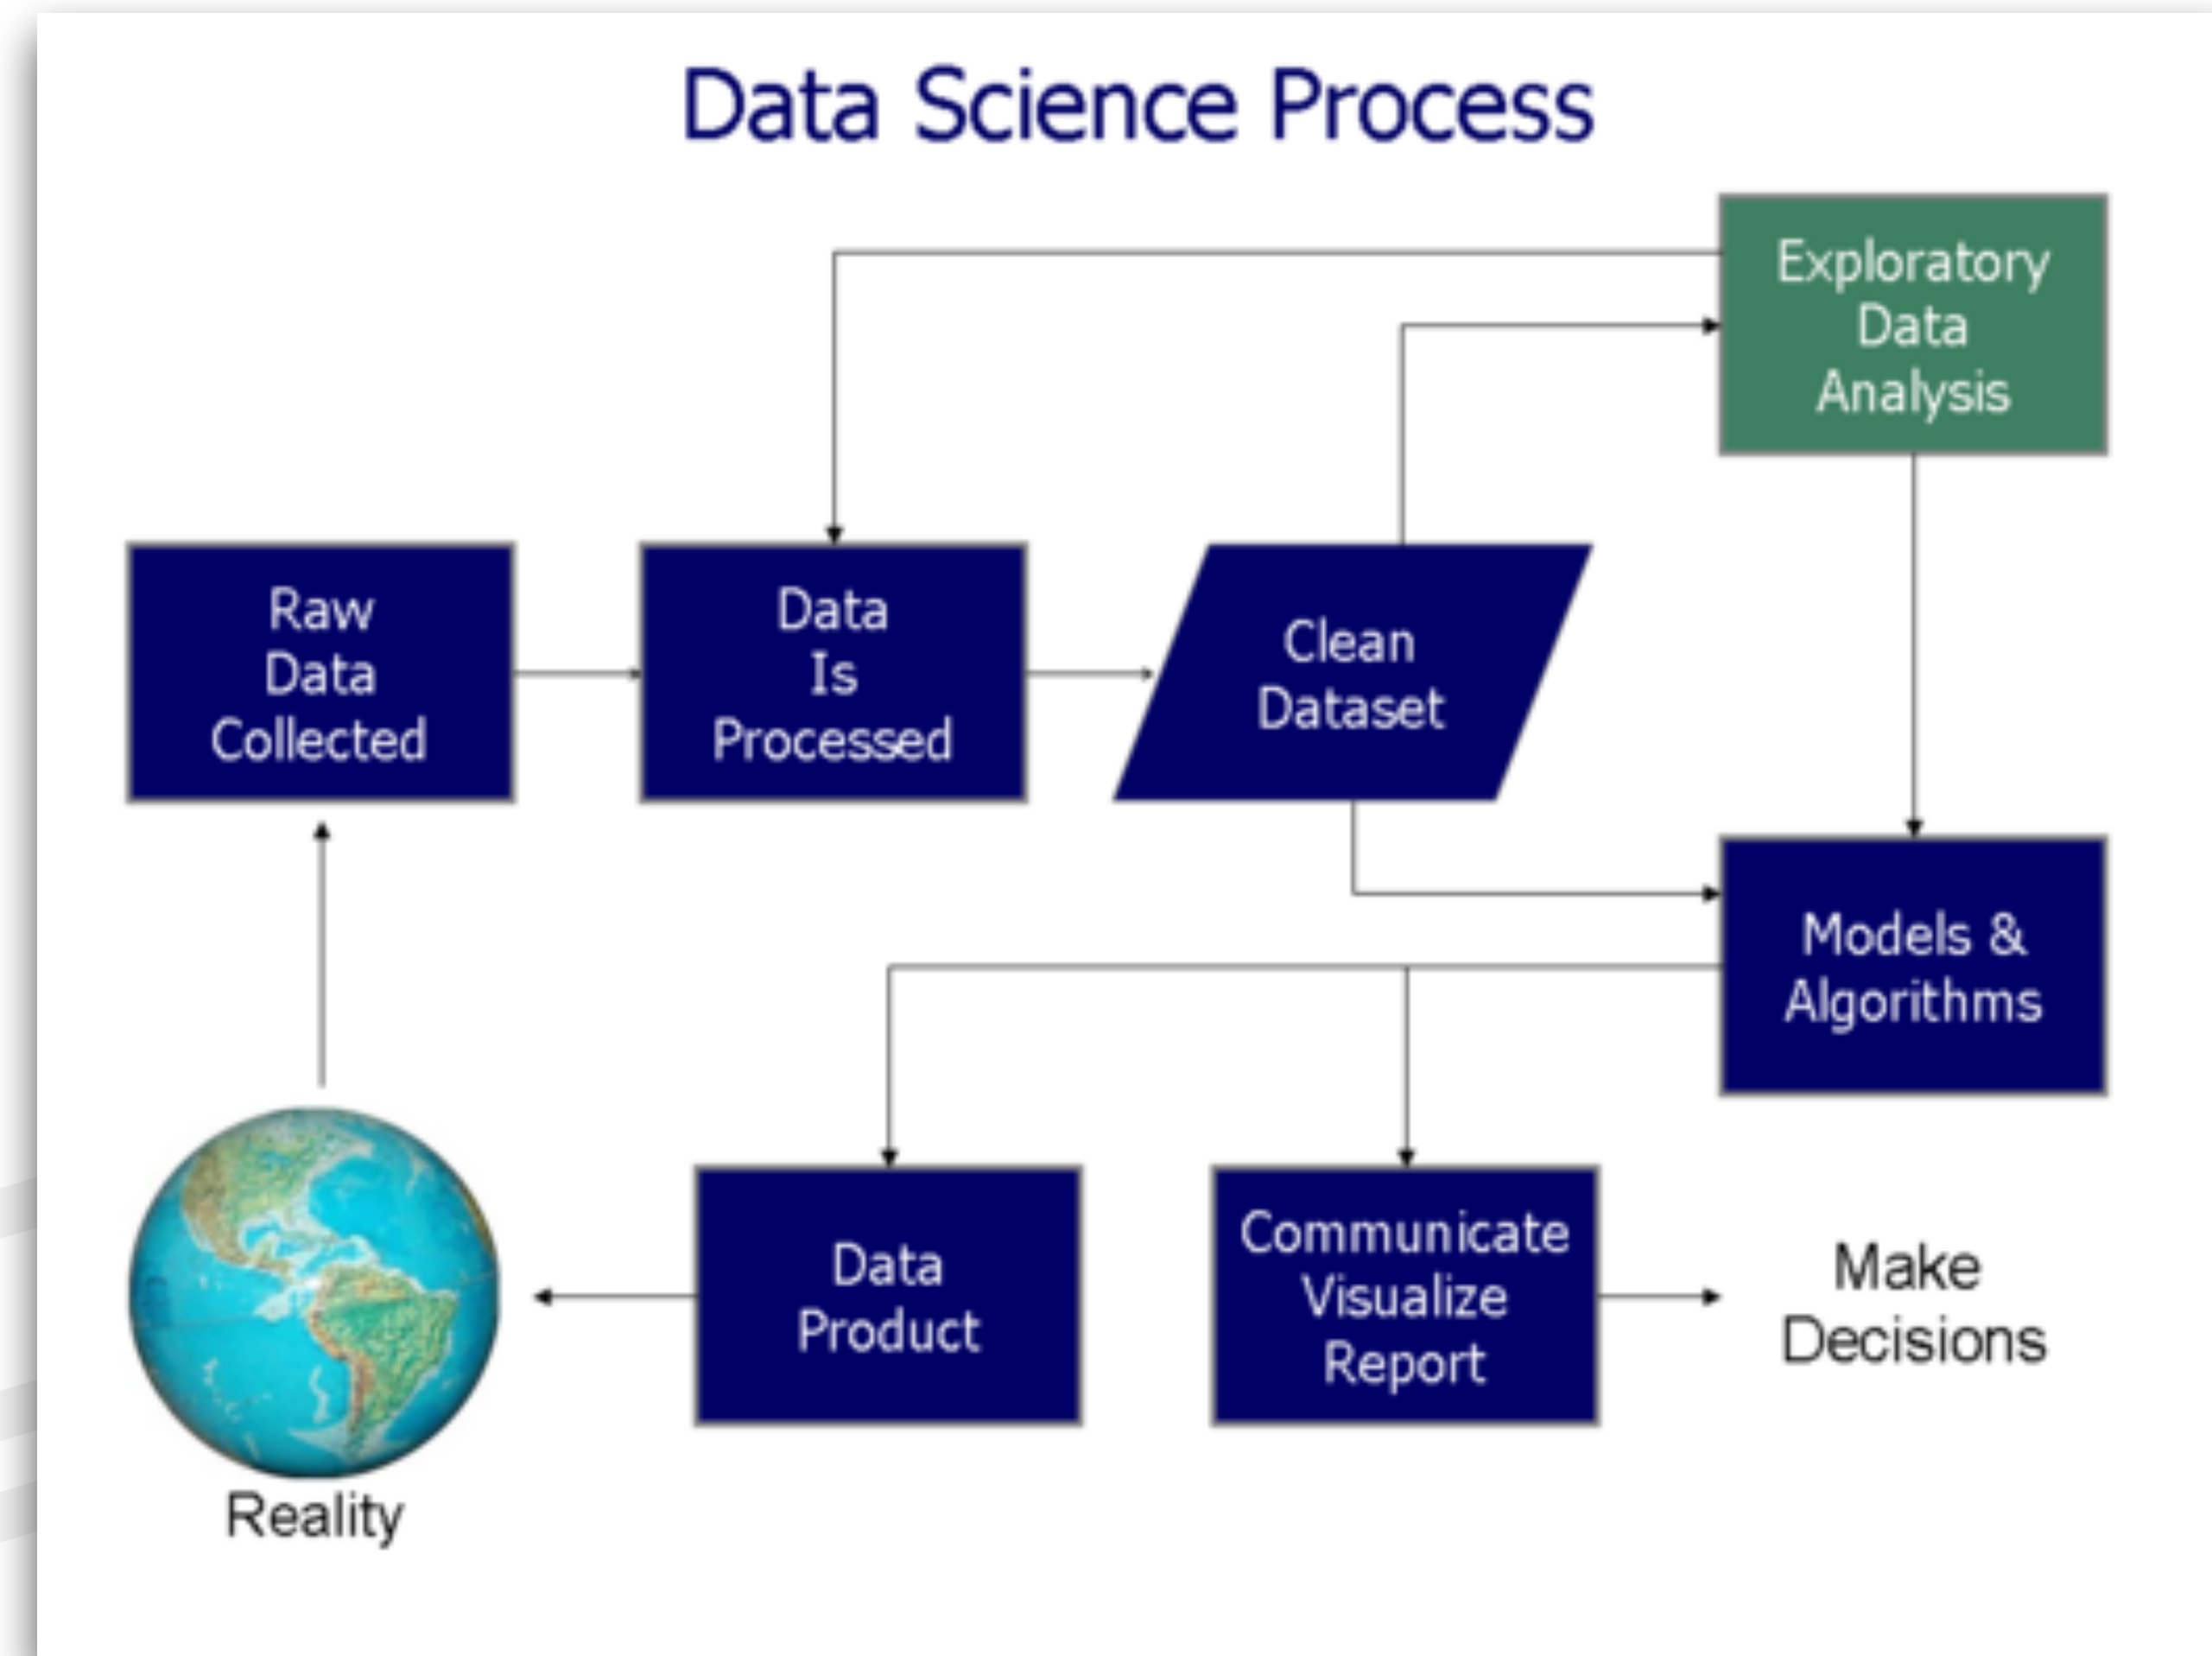 Data Science Process
Exploratory
Data
Analysis
Raw
Data
Collected
Data
Is
Processed
Clean
Dataset
Models &
Algorithms
Data
Product
Communicate
Visualize
Report
Make
Decisions
Reality